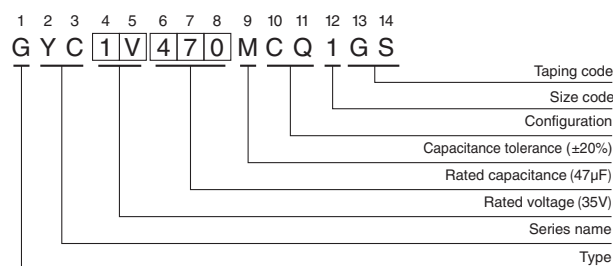 1 2 3 4 5 6 7 8 9 10 11 12 13 14
G Y C 1 V 4 7 0 M C Q 1 G S
Taping code
Size code
Configuration
Capacitance tolerance (±20%)
Rated capacitance (47µF)
Rated voltage (35V)
Series name
Type